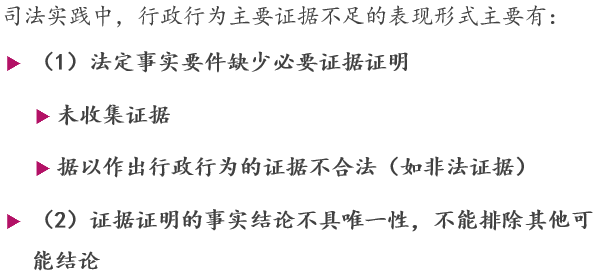 司法实践中，行政行为主要证据不足的表现形式主要有：
（1）法定事实要件缺少必要证据证明
未收集证据
据以作出行政行为的证据不合法（如非法证据）
（2）证据证明的事实结论不具唯一性，不能排除其他可
能结论